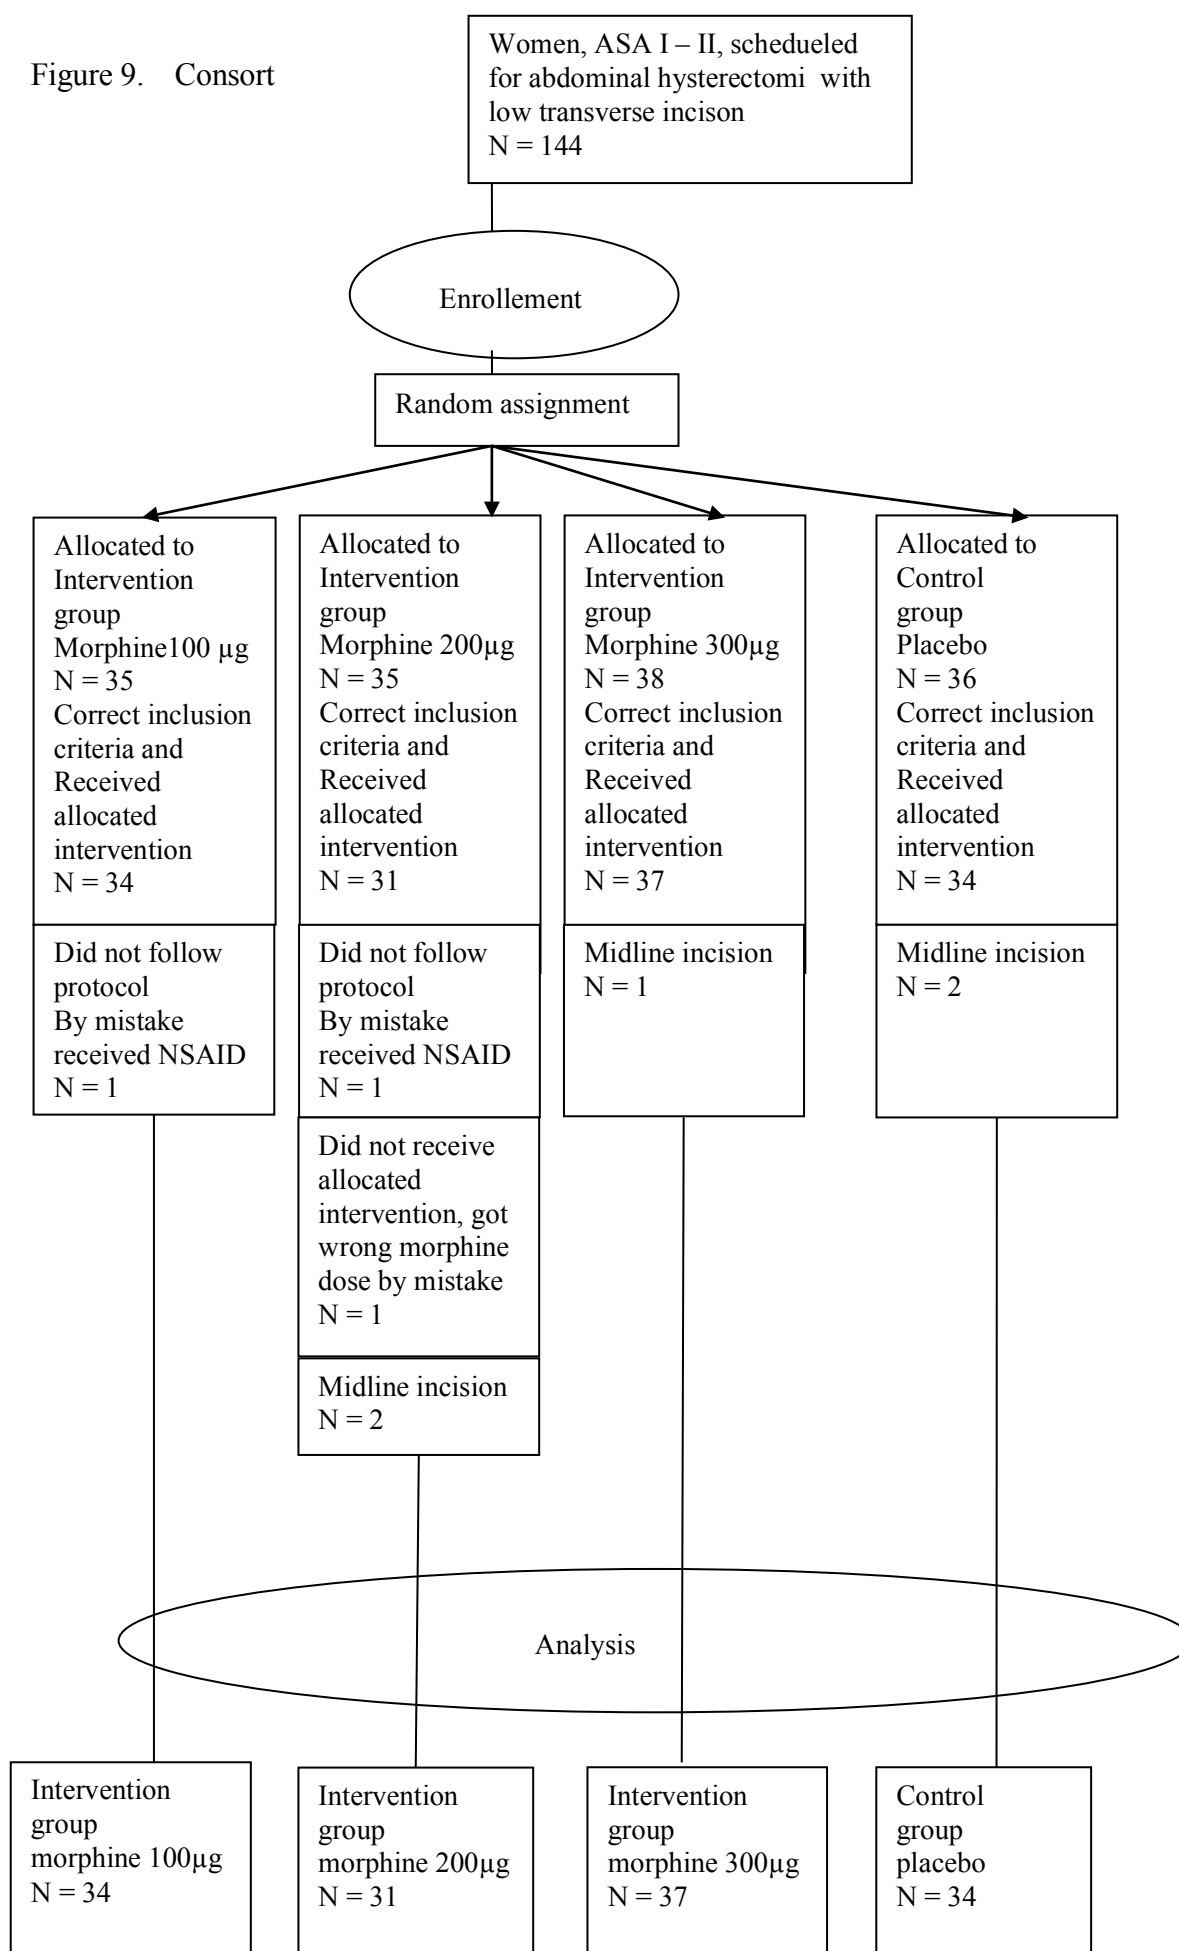 Figure 9. Consort
Women, ASA I – II, schedueled
for abdominal hysterectomi with
low transverse incison
N = 144
Enrollement
Random assignment
Allocated to
Intervention
group
Morphine100 µg
N = 35
Correct inclusion
criteria and
Received
allocated
intervention
N = 34
Allocated to
Intervention
group
Morphine 200µg
N = 35
Correct inclusion
criteria and
Received
allocated
intervention
N = 31
Allocated to
Intervention
group
Morphine 300µg
N = 38
Correct inclusion
criteria and
Received
allocated
intervention
N = 37
Allocated to
Control
group
Placebo
N = 36
Correct inclusion
criteria and
Received
allocated
intervention
N = 34
Did not follow
protocol
By mistake
received NSAID
N = 1
Did not follow
protocol
By mistake
received NSAID
N = 1
Midline incision
N = 1
Midline incision
N = 2
Did not receive
allocated
intervention, got
wrong morphine
dose by mistake
N = 1
Midline incision
N = 2
Analysis
Intervention
group
morphine 100µg
N = 34
Intervention
group
morphine 200µg
N = 31
Intervention
group
morphine 300µg
N = 37
Control
group
placebo
N = 34